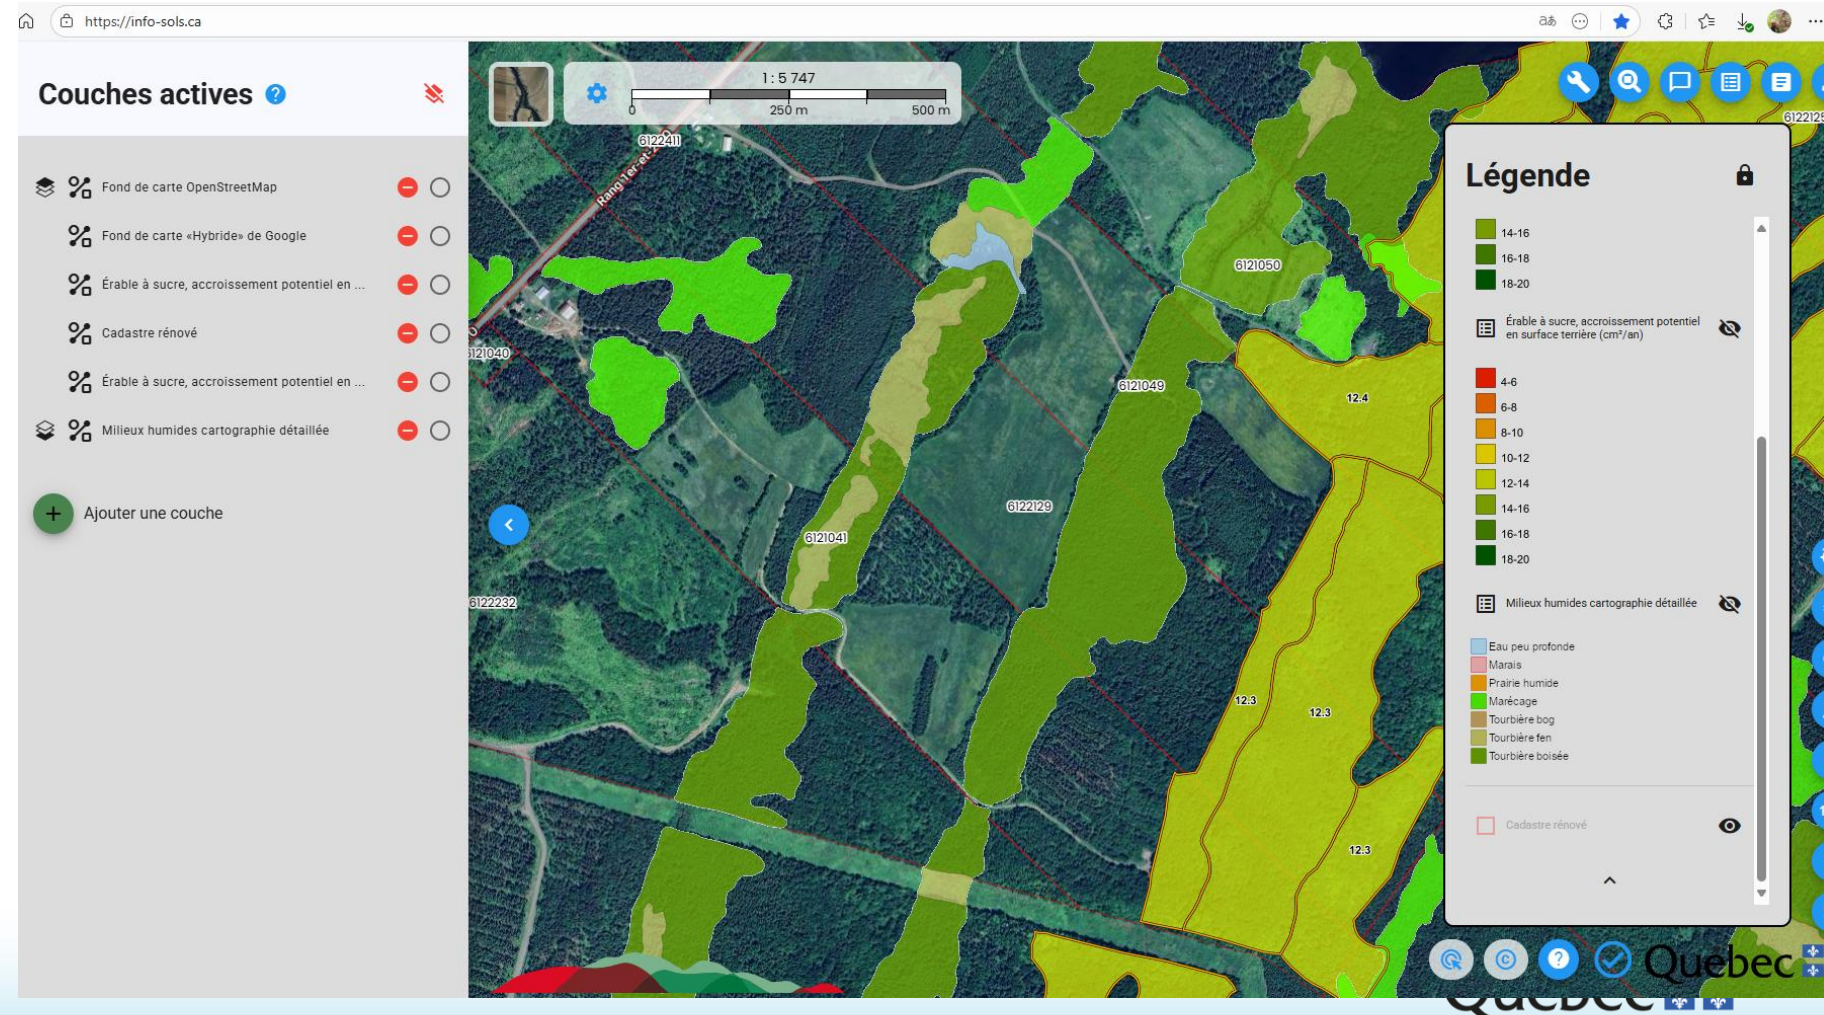 https://info-sols.ca
Couches actives
Fond de carte OpenStreetMap
Fond de carte «Hybride» de Google
Érable à sucre, accroissement potentiel en ...
Cadastre rénové
Érable à sucre, accroissement potentiel en ...
Milieux humides cartographie détaillée
Ajouter une couche
1 : 5 747
0 250 m 500 m
6122411
Rang-1er-et-2
6121040
6122232
6121041
6122129
6121049
6121050
12.4
12.3
12.3
12.3
Légende
14-16
16-18
18-20
Érable à sucre, accroissement potentiel
en surface terrière (cm²/an)
4-6
6-8
8-10
10-12
12-14
14-16
16-18
18-20
Milieux humides cartographie détaillée
Eau peu profonde
Marais
Prairie humide
Marécage
Tourbière bog
Tourbière fen
Tourbière boisée
Cadastre rénové
Québec
Québec